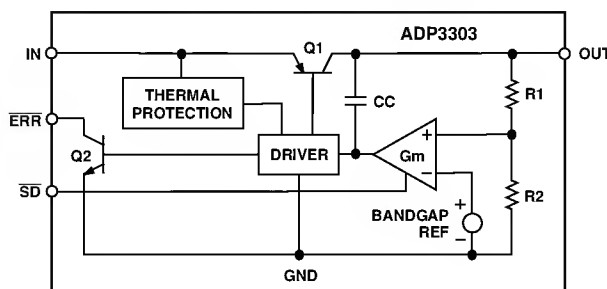 ADP3303
IN
Q1
OUT
THERMAL
PROTECTION
CC
R1
ERR
Q2
DRIVER
Gm
+
−
SD
R2
BANDGAP
REF
+
−
GND